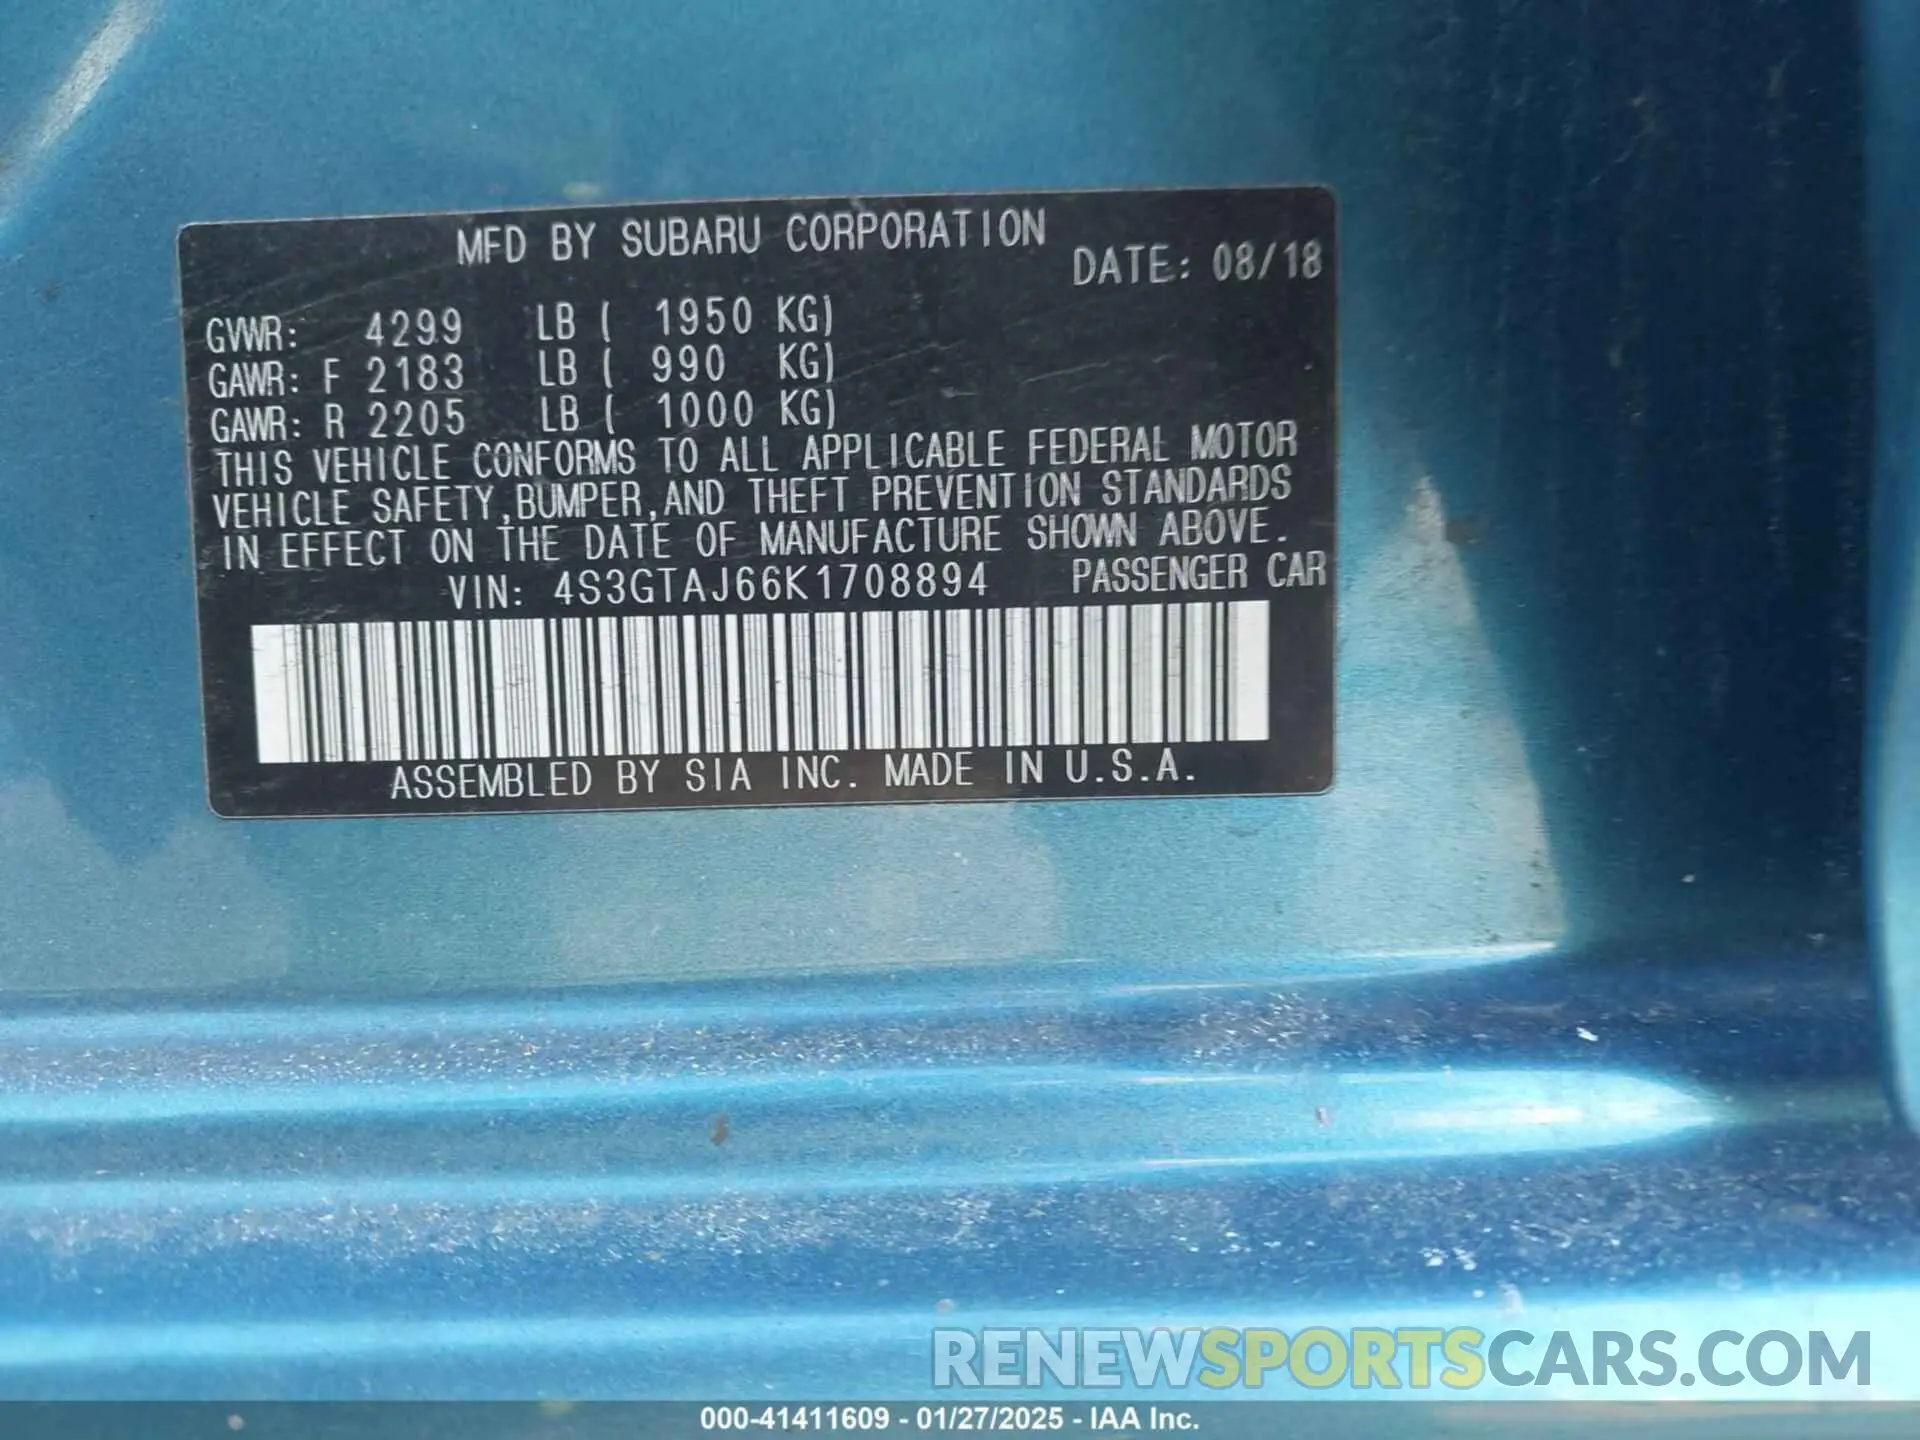 MFD BY SUBARU CORPORATION
DATE: 08/18
GVWR: 4299 LB ( 1950 KG)
GAWR: F 2183 LB ( 990 KG)
GAWR: R 2205 LB ( 1000 KG)
THIS VEHICLE CONFORMS TO ALL APPLICABLE FEDERAL MOTOR
VEHICLE SAFETY,BUMPER,AND THEFT PREVENTION STANDARDS
IN EFFECT ON THE DATE OF MANUFACTURE SHOWN ABOVE.
VIN: 4S3GTAJ66K1708894 PASSENGER CAR
ASSEMBLED BY SIA INC. MADE IN U.S.A.
RENEWSPORTSCARS.COM
000-41411609 - 01/27/2025 - IAA Inc.